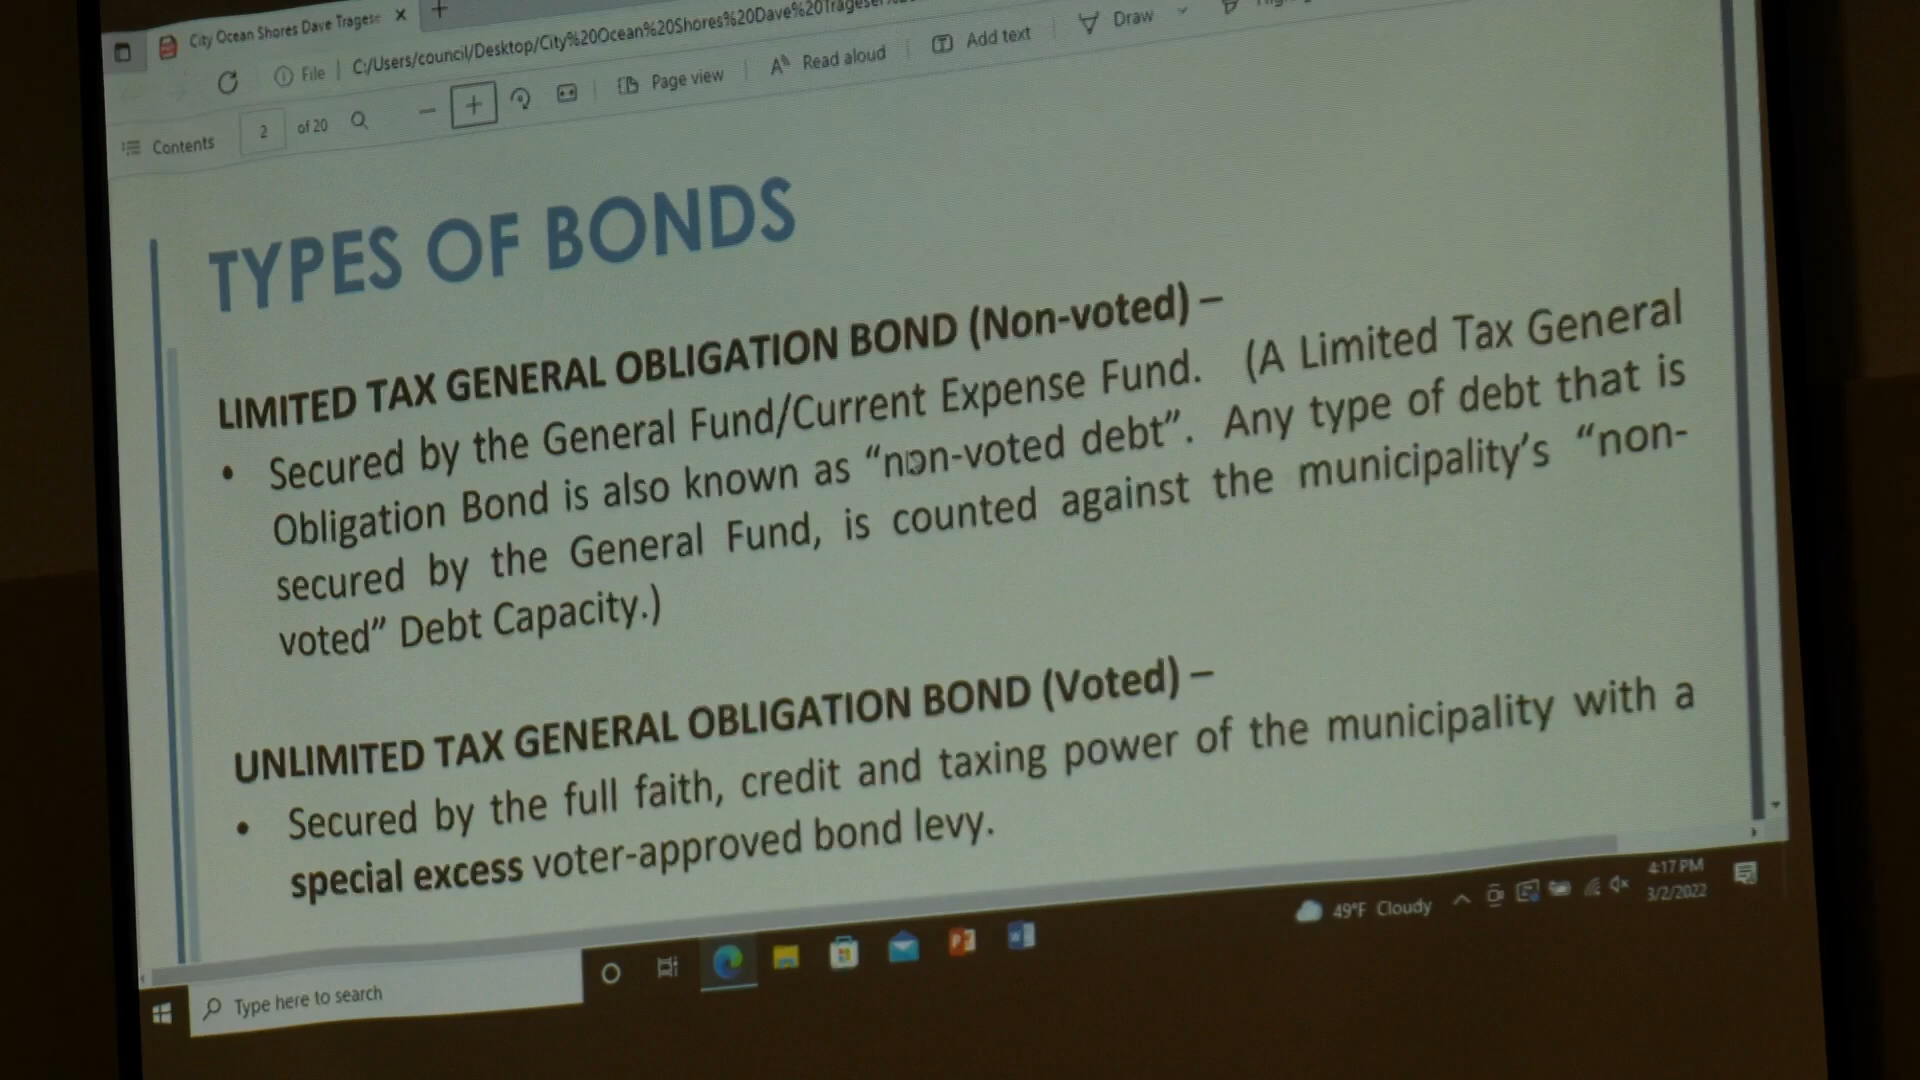 City Ocean Shores Dave Tragese
File | C:/Users/council/Desktop/City%20Ocean%20Shores%20Dave%20Trageser
Contents 2 of 20 Page view Read aloud Add text Draw
TYPES OF BONDS
LIMITED TAX GENERAL OBLIGATION BOND (Non-voted) –
• Secured by the General Fund/Current Expense Fund. (A Limited Tax General
Obligation Bond is also known as “non-voted debt”. Any type of debt that is
secured by the General Fund, is counted against the municipality’s “non-
voted” Debt Capacity.)
UNLIMITED TAX GENERAL OBLIGATION BOND (Voted) –
• Secured by the full faith, credit and taxing power of the municipality with a
special excess voter-approved bond levy.
49°F Cloudy
4:17 PM
3/2/2022
Type here to search